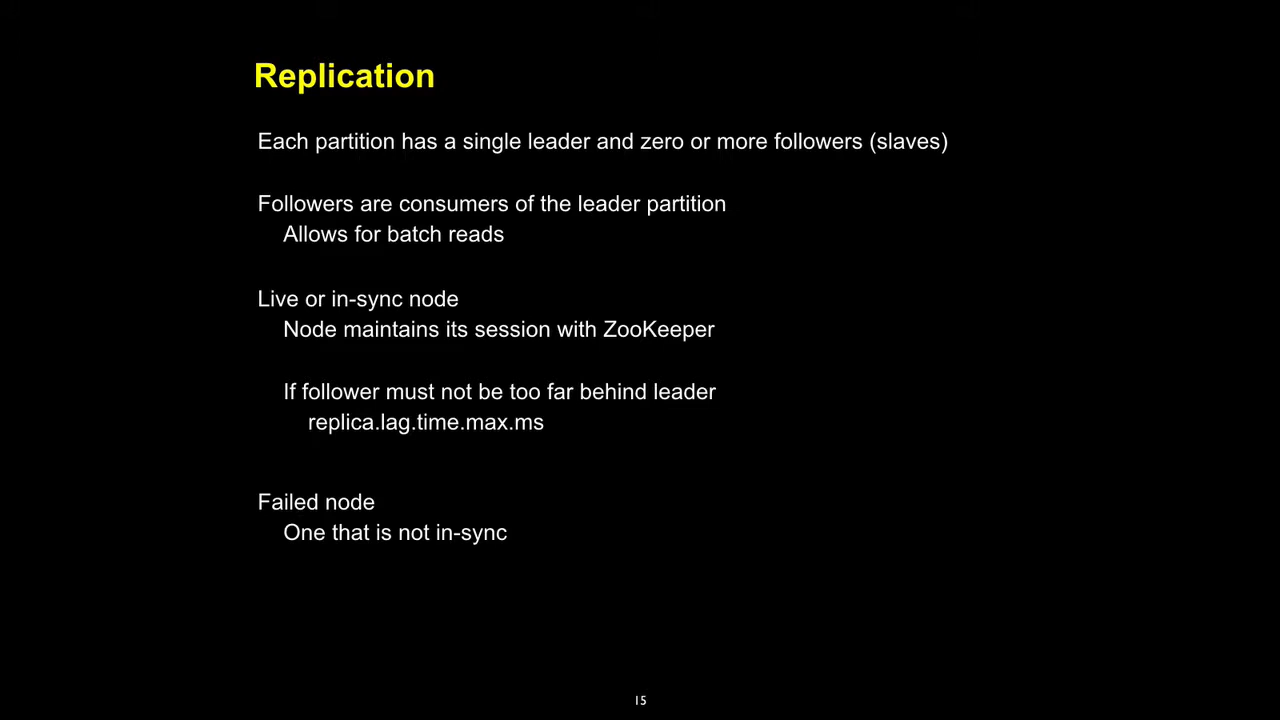 Replication
Each partition has a single leader and zero or more followers (slaves)
Followers are consumers of the leader partition
Allows for batch reads
Live or in-sync node
Node maintains its session with ZooKeeper
If follower must not be too far behind leader
replica.lag.time.max.ms
Failed node
One that is not in-sync
15